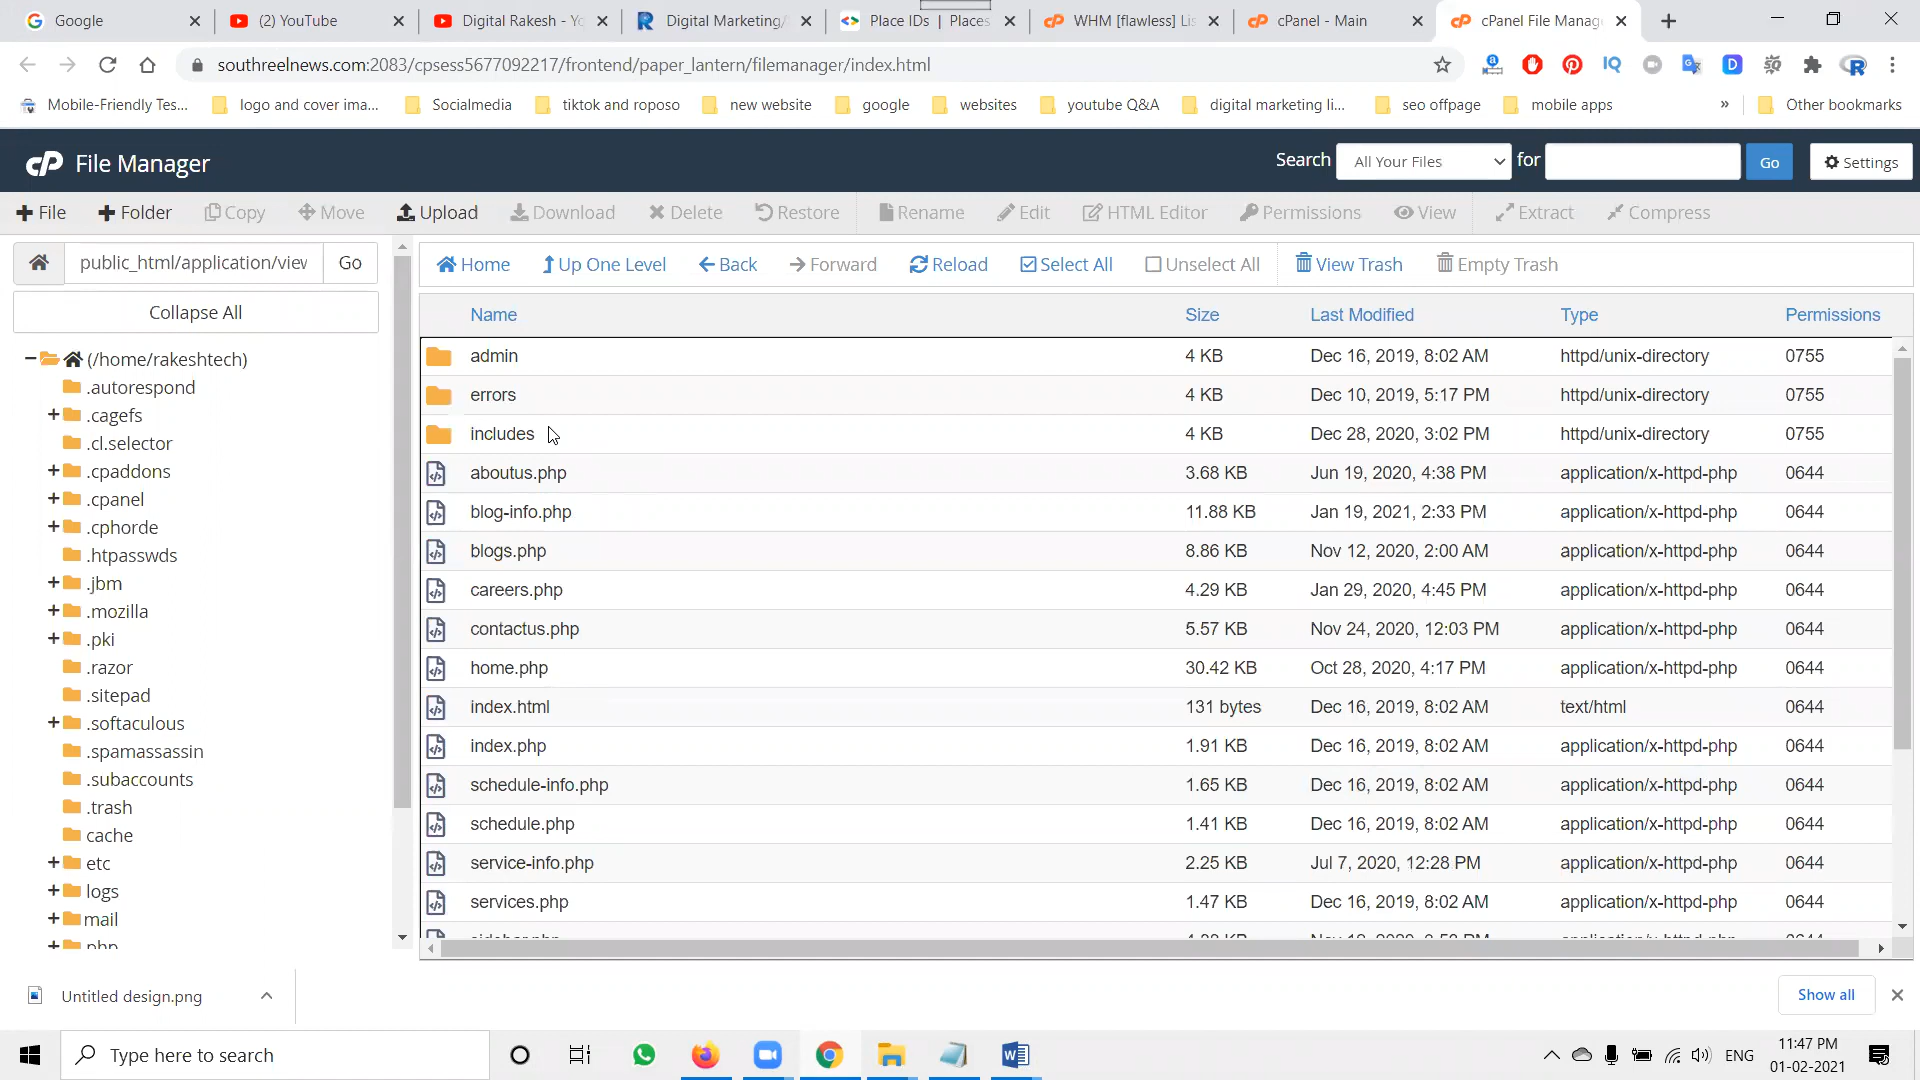 Google
(2) YouTube
Digital Rakesh - Yo
Digital Marketing/
Place IDs | Places
WHM [flawless] Lis
cPanel - Main
cPanel File Manag
southreelnews.com:2083/cpsess5677092217/frontend/paper_lantern/filemanager/index.html
Mobile-Friendly Tes...
logo and cover ima...
Socialmedia
tiktok and roposo
new website
google
websites
youtube Q&A
digital marketing li...
seo offpage
mobile apps
»
Other bookmarks
cP File Manager
Search All Your Files for Go Settings
File Folder Copy Move Upload Download Delete Restore Rename Edit HTML Editor Permissions View Extract Compress
public_html/application/view Go
Home Up One Level Back Forward Reload Select All Unselect All View Trash Empty Trash
Collapse All
(/home/rakeshtech)
.autorespond
.cagefs
.cl.selector
.cpaddons
.cpanel
.cphorde
.htpasswds
.jbm
.mozilla
.pki
.razor
.sitepad
.softaculous
.spamassassin
.subaccounts
.trash
cache
etc
logs
mail
php
Name Size Last Modified Type Permissions
admin 4 KB Dec 16, 2019, 8:02 AM httpd/unix-directory 0755
errors 4 KB Dec 10, 2019, 5:17 PM httpd/unix-directory 0755
includes 4 KB Dec 28, 2020, 3:02 PM httpd/unix-directory 0755
aboutus.php 3.68 KB Jun 19, 2020, 4:38 PM application/x-httpd-php 0644
blog-info.php 11.88 KB Jan 19, 2021, 2:33 PM application/x-httpd-php 0644
blogs.php 8.86 KB Nov 12, 2020, 2:00 AM application/x-httpd-php 0644
careers.php 4.29 KB Jan 29, 2020, 4:45 PM application/x-httpd-php 0644
contactus.php 5.57 KB Nov 24, 2020, 12:03 PM application/x-httpd-php 0644
home.php 30.42 KB Oct 28, 2020, 4:17 PM application/x-httpd-php 0644
index.html 131 bytes Dec 16, 2019, 8:02 AM text/html 0644
index.php 1.91 KB Dec 16, 2019, 8:02 AM application/x-httpd-php 0644
schedule-info.php 1.65 KB Dec 16, 2019, 8:02 AM application/x-httpd-php 0644
schedule.php 1.41 KB Dec 16, 2019, 8:02 AM application/x-httpd-php 0644
service-info.php 2.25 KB Jul 7, 2020, 12:28 PM application/x-httpd-php 0644
services.php 1.47 KB Dec 16, 2019, 8:02 AM application/x-httpd-php 0644
Untitled design.png
Show all
Type here to search
ENG
11:47 PM
01-02-2021